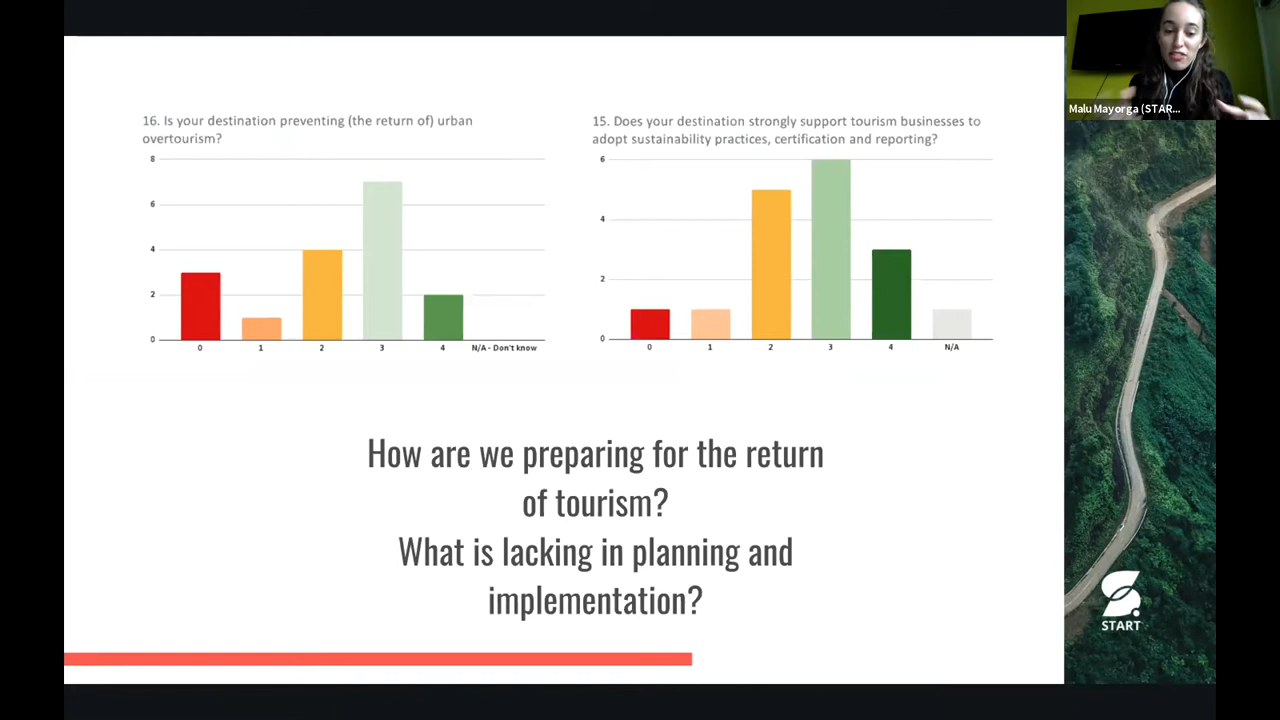 16. Is your destination preventing (the return of) urban
overtourism?
8
6
4
2
0
0 1 2 3 4 N/A - Don't know
15. Does your destination strongly support tourism businesses to
adopt sustainability practices, certification and reporting?
6
4
2
0
0 1 2 3 4 N/A
How are we preparing for the return
of tourism?
What is lacking in planning and
implementation?
Malu Mayorga (STAR...
START